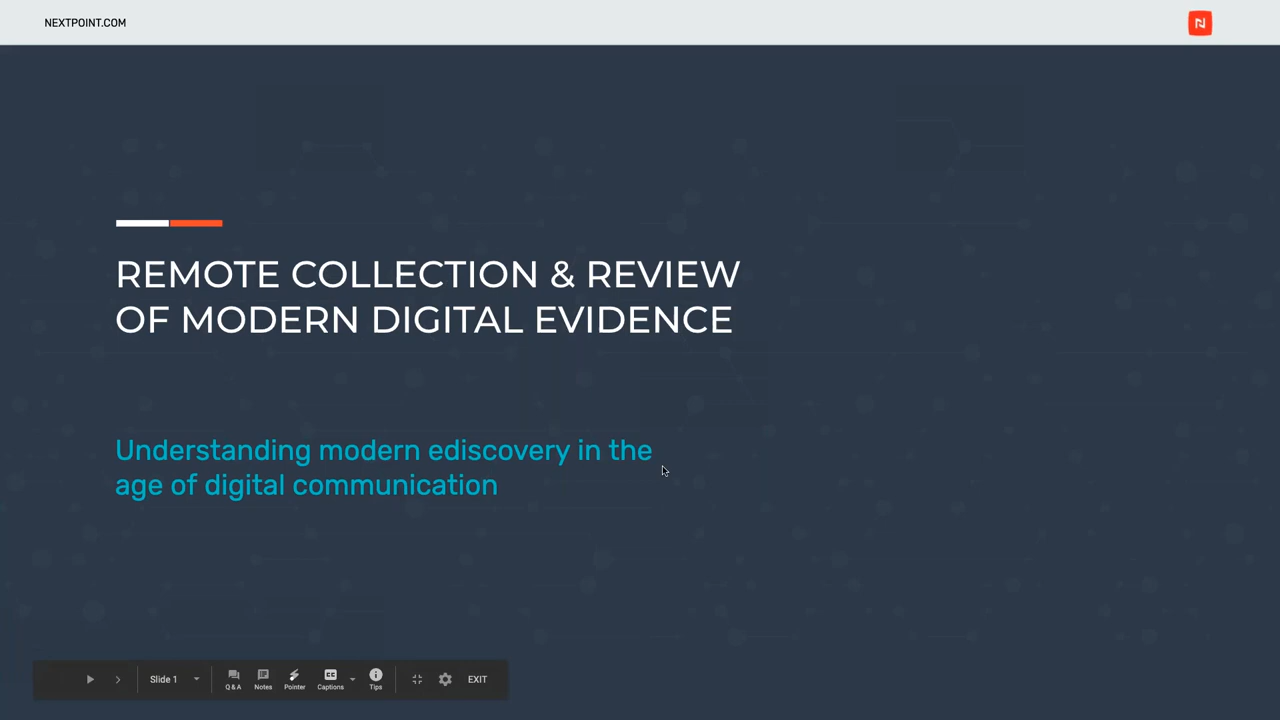 NEXTPOINT.COM
REMOTE COLLECTION & REVIEW
OF MODERN DIGITAL EVIDENCE
Understanding modern ediscovery in the
age of digital communication
Slide 1
Q & A
Notes
Pointer
CC
Captions
Tips
EXIT